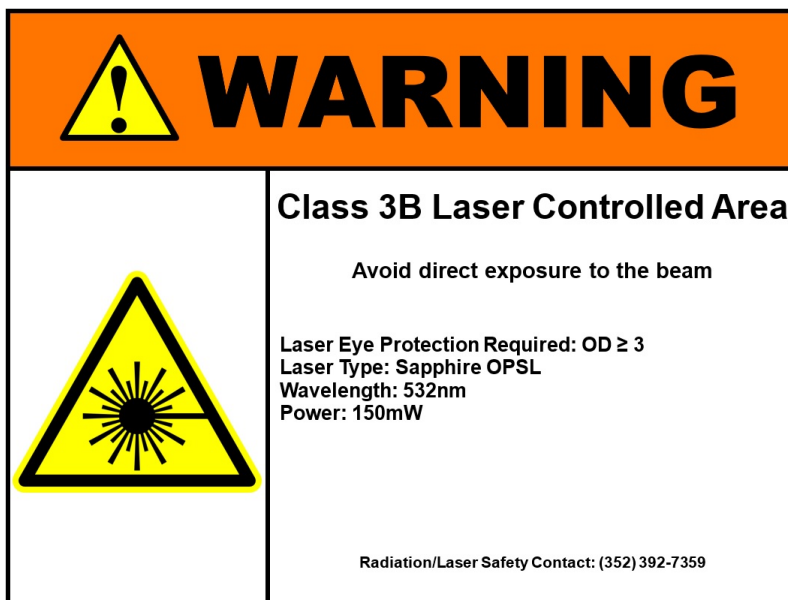 WARNING
Class 3B Laser Controlled Area
Avoid direct exposure to the beam
Laser Eye Protection Required: OD ≥ 3
Laser Type: Sapphire OPSL
Wavelength: 532nm
Power: 150mW
Radiation/Laser Safety Contact: (352) 392-7359